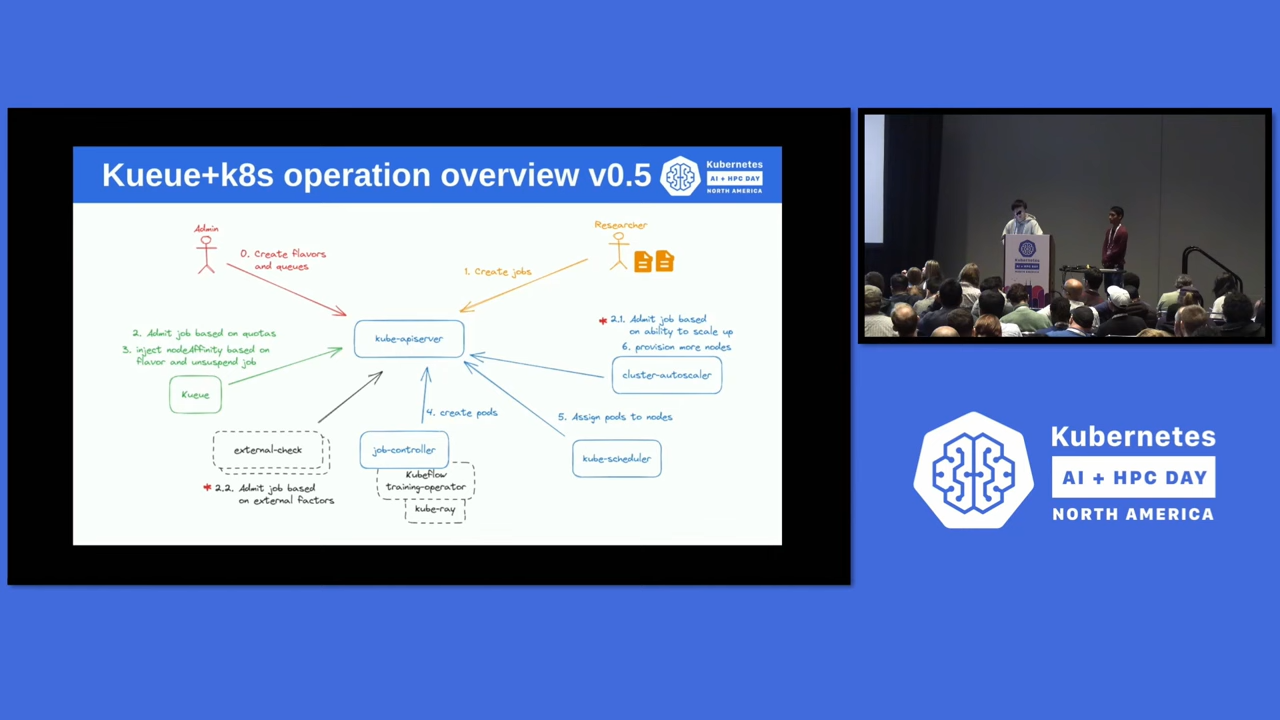 Kueue+k8s operation overview v0.5
Kubernetes
AI + HPC DAY
NORTH AMERICA
Admin
0. Create flavors
and queues
Researcher
1. Create jobs
kube-apiserver
2. Admit job based on quotas
3. inject nodeAffinity based on
flavor and unsuspend job
Kueue
* 2.1. Admit job based
on ability to scale up
6. provision more nodes
cluster-autoscaler
4. create pods
5. Assign pods to nodes
external-check
* 2.2. Admit job based
on external factors
job-controller
Kubeflow
training-operator
kube-ray
kube-scheduler
Kubernetes
AI + HPC DAY
NORTH AMERICA